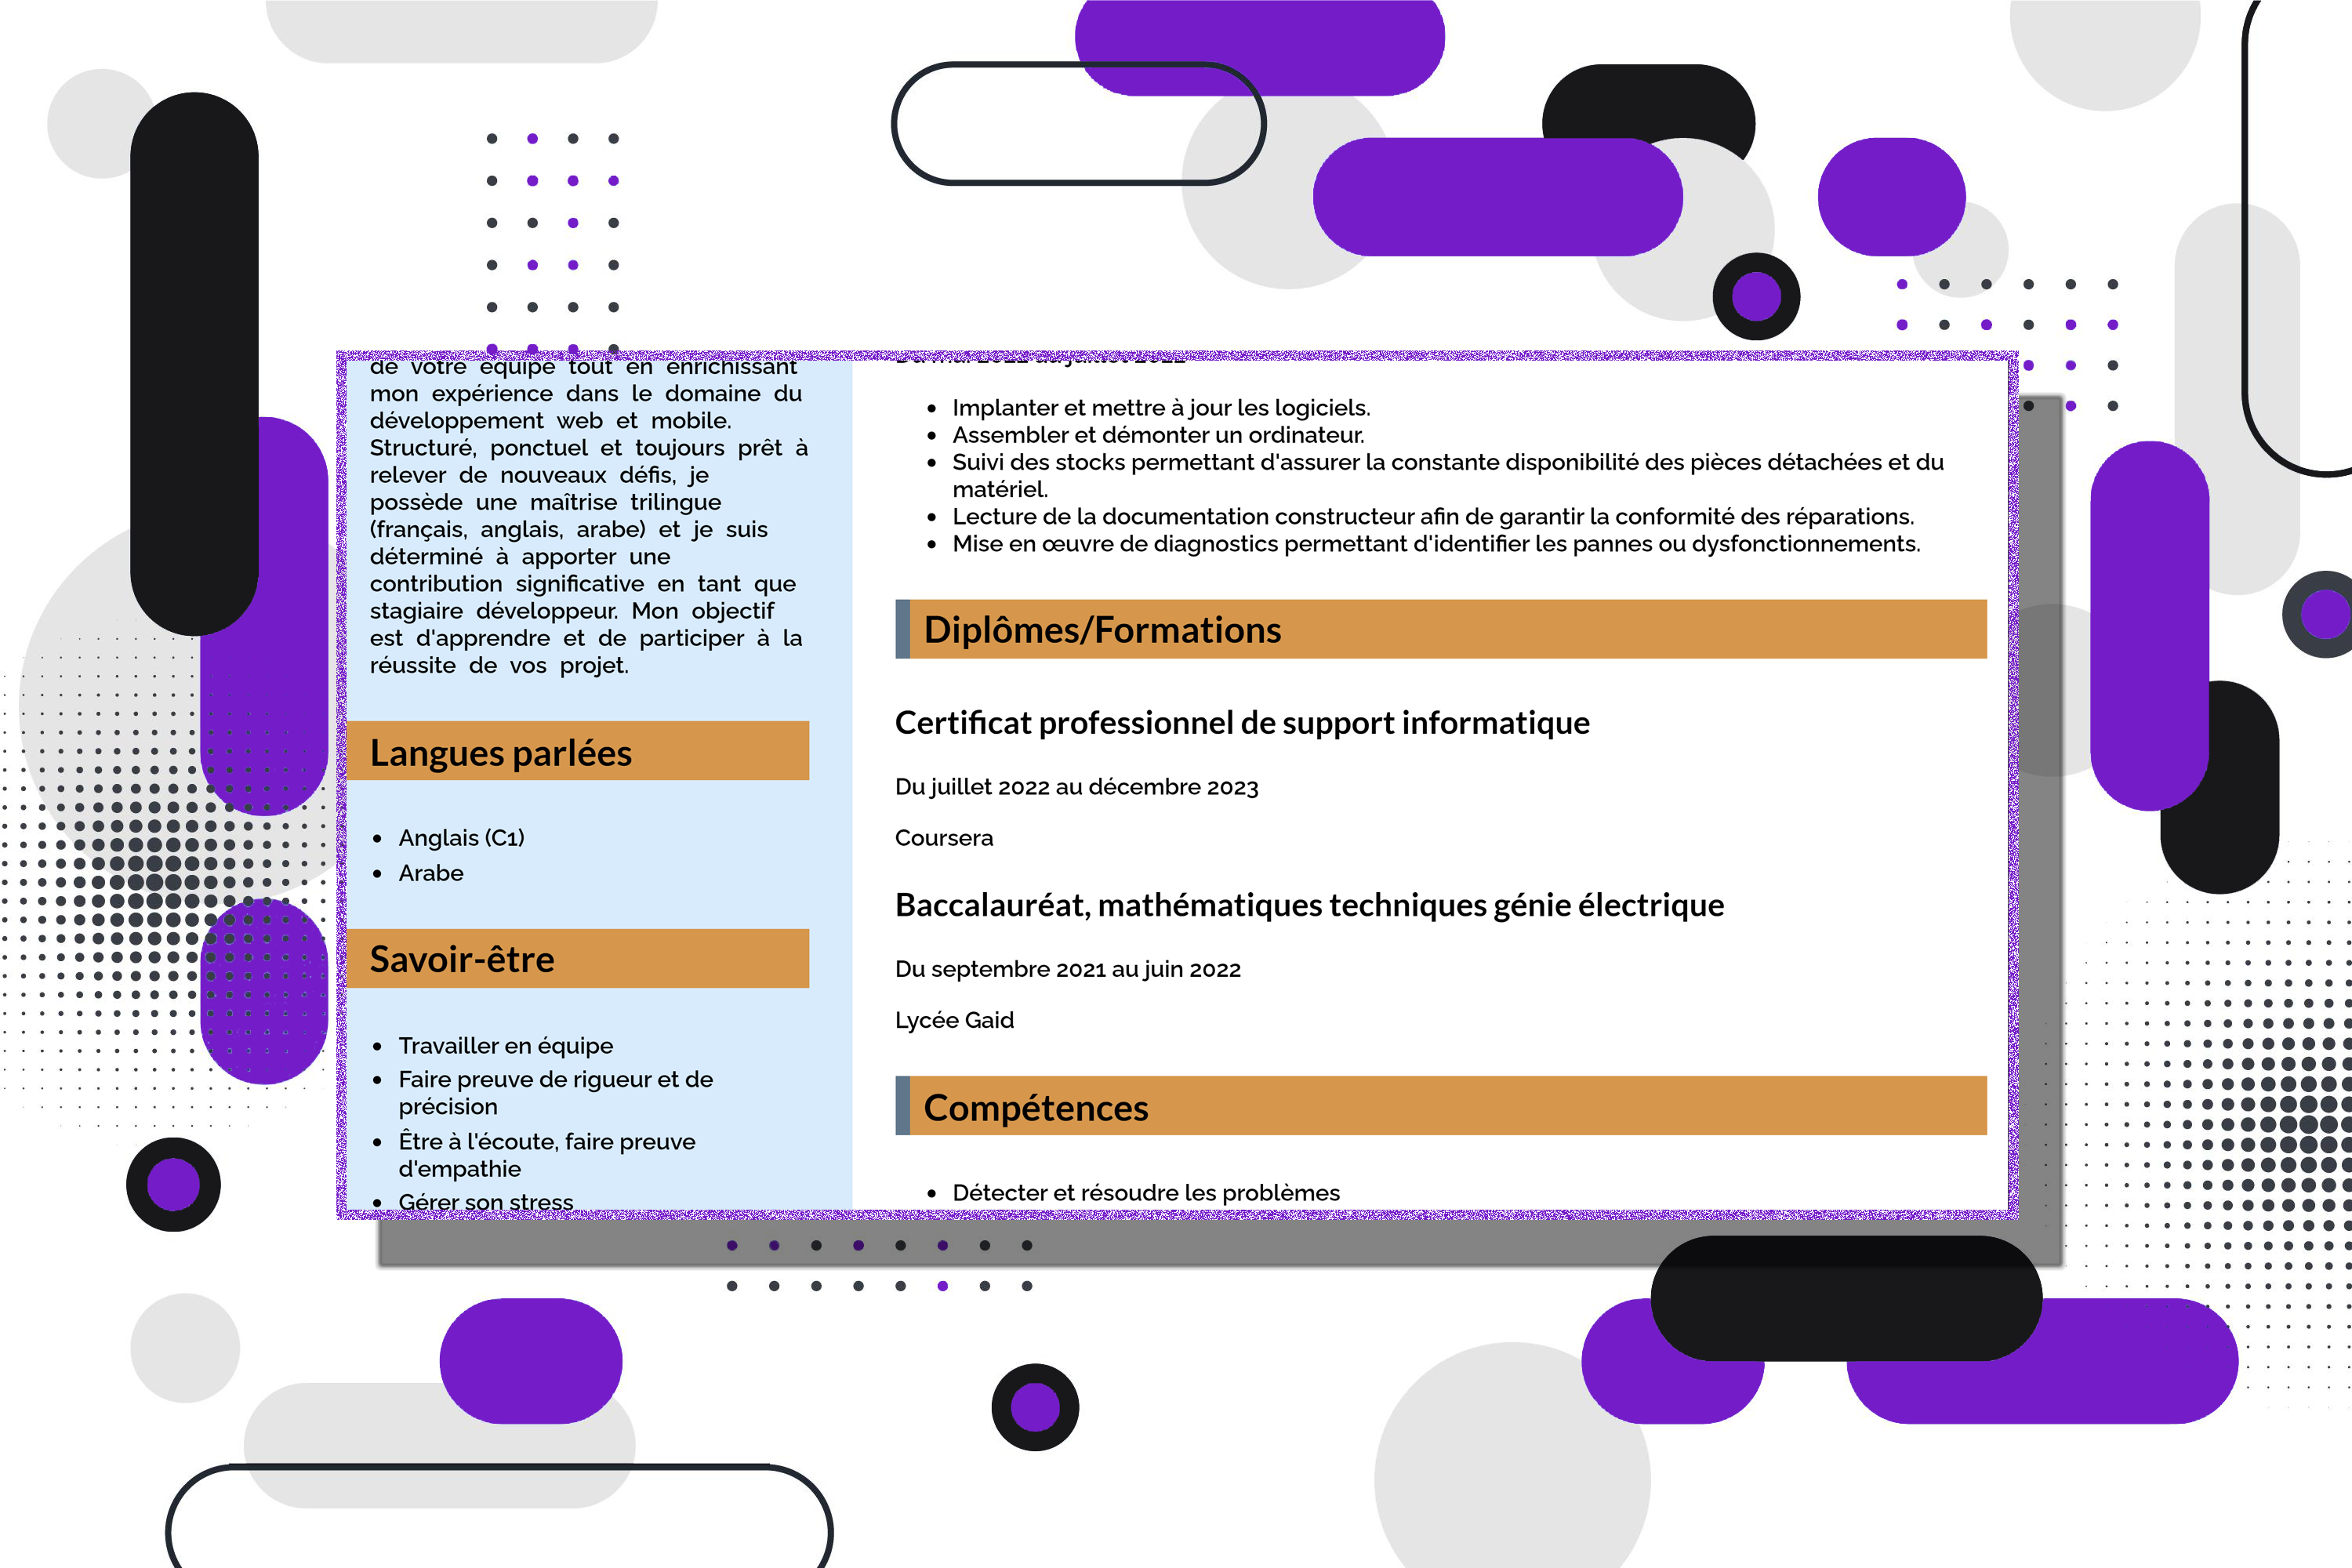 de votre équipe tout en enrichissant
mon expérience dans le domaine du
développement web et mobile.
Structuré, ponctuel et toujours prêt à
relever de nouveaux défis, je
possède une maîtrise trilingue
(français, anglais, arabe) et je suis
déterminé à apporter une
contribution significative en tant que
stagiaire développeur. Mon objectif
est d'apprendre et de participer à la
réussite de vos projet.
Langues parlées
• Anglais (C1)
• Arabe
Savoir-être
• Travailler en équipe
• Faire preuve de rigueur et de
précision
• Être à l'écoute, faire preuve
d'empathie
• Gérer son stress
• Implanter et mettre à jour les logiciels.
• Assembler et démonter un ordinateur.
• Suivi des stocks permettant d'assurer la constante disponibilité des pièces détachées et du
matériel.
• Lecture de la documentation constructeur afin de garantir la conformité des réparations.
• Mise en œuvre de diagnostics permettant d'identifier les pannes ou dysfonctionnements.
Diplômes/Formations
Certificat professionnel de support informatique
Du juillet 2022 au décembre 2023
Coursera
Baccalauréat, mathématiques techniques génie électrique
Du septembre 2021 au juin 2022
Lycée Gaid
Compétences
• Détecter et résoudre les problèmes